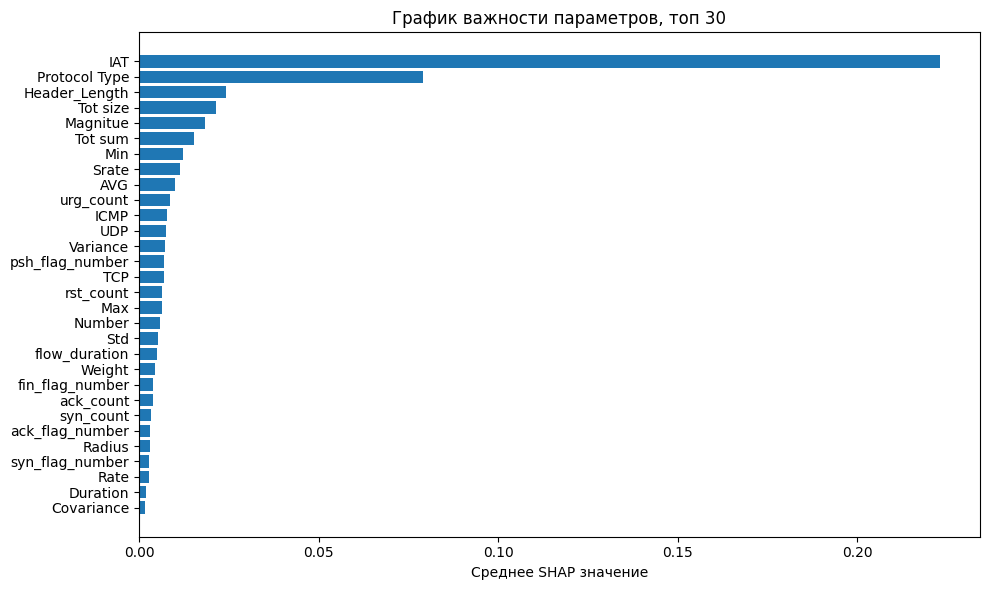 График важности параметров, топ 30
IAT
Protocol Type
Header_Length
Tot size
Magnitue
Tot sum
Min
Srate
AVG
urg_count
ICMP
UDP
Variance
psh_flag_number
TCP
rst_count
Max
Number
Std
flow_duration
Weight
fin_flag_number
ack_count
syn_count
ack_flag_number
Radius
syn_flag_number
Rate
Duration
Covariance
0.00 0.05 0.10 0.15 0.20
Среднее SHAP значение